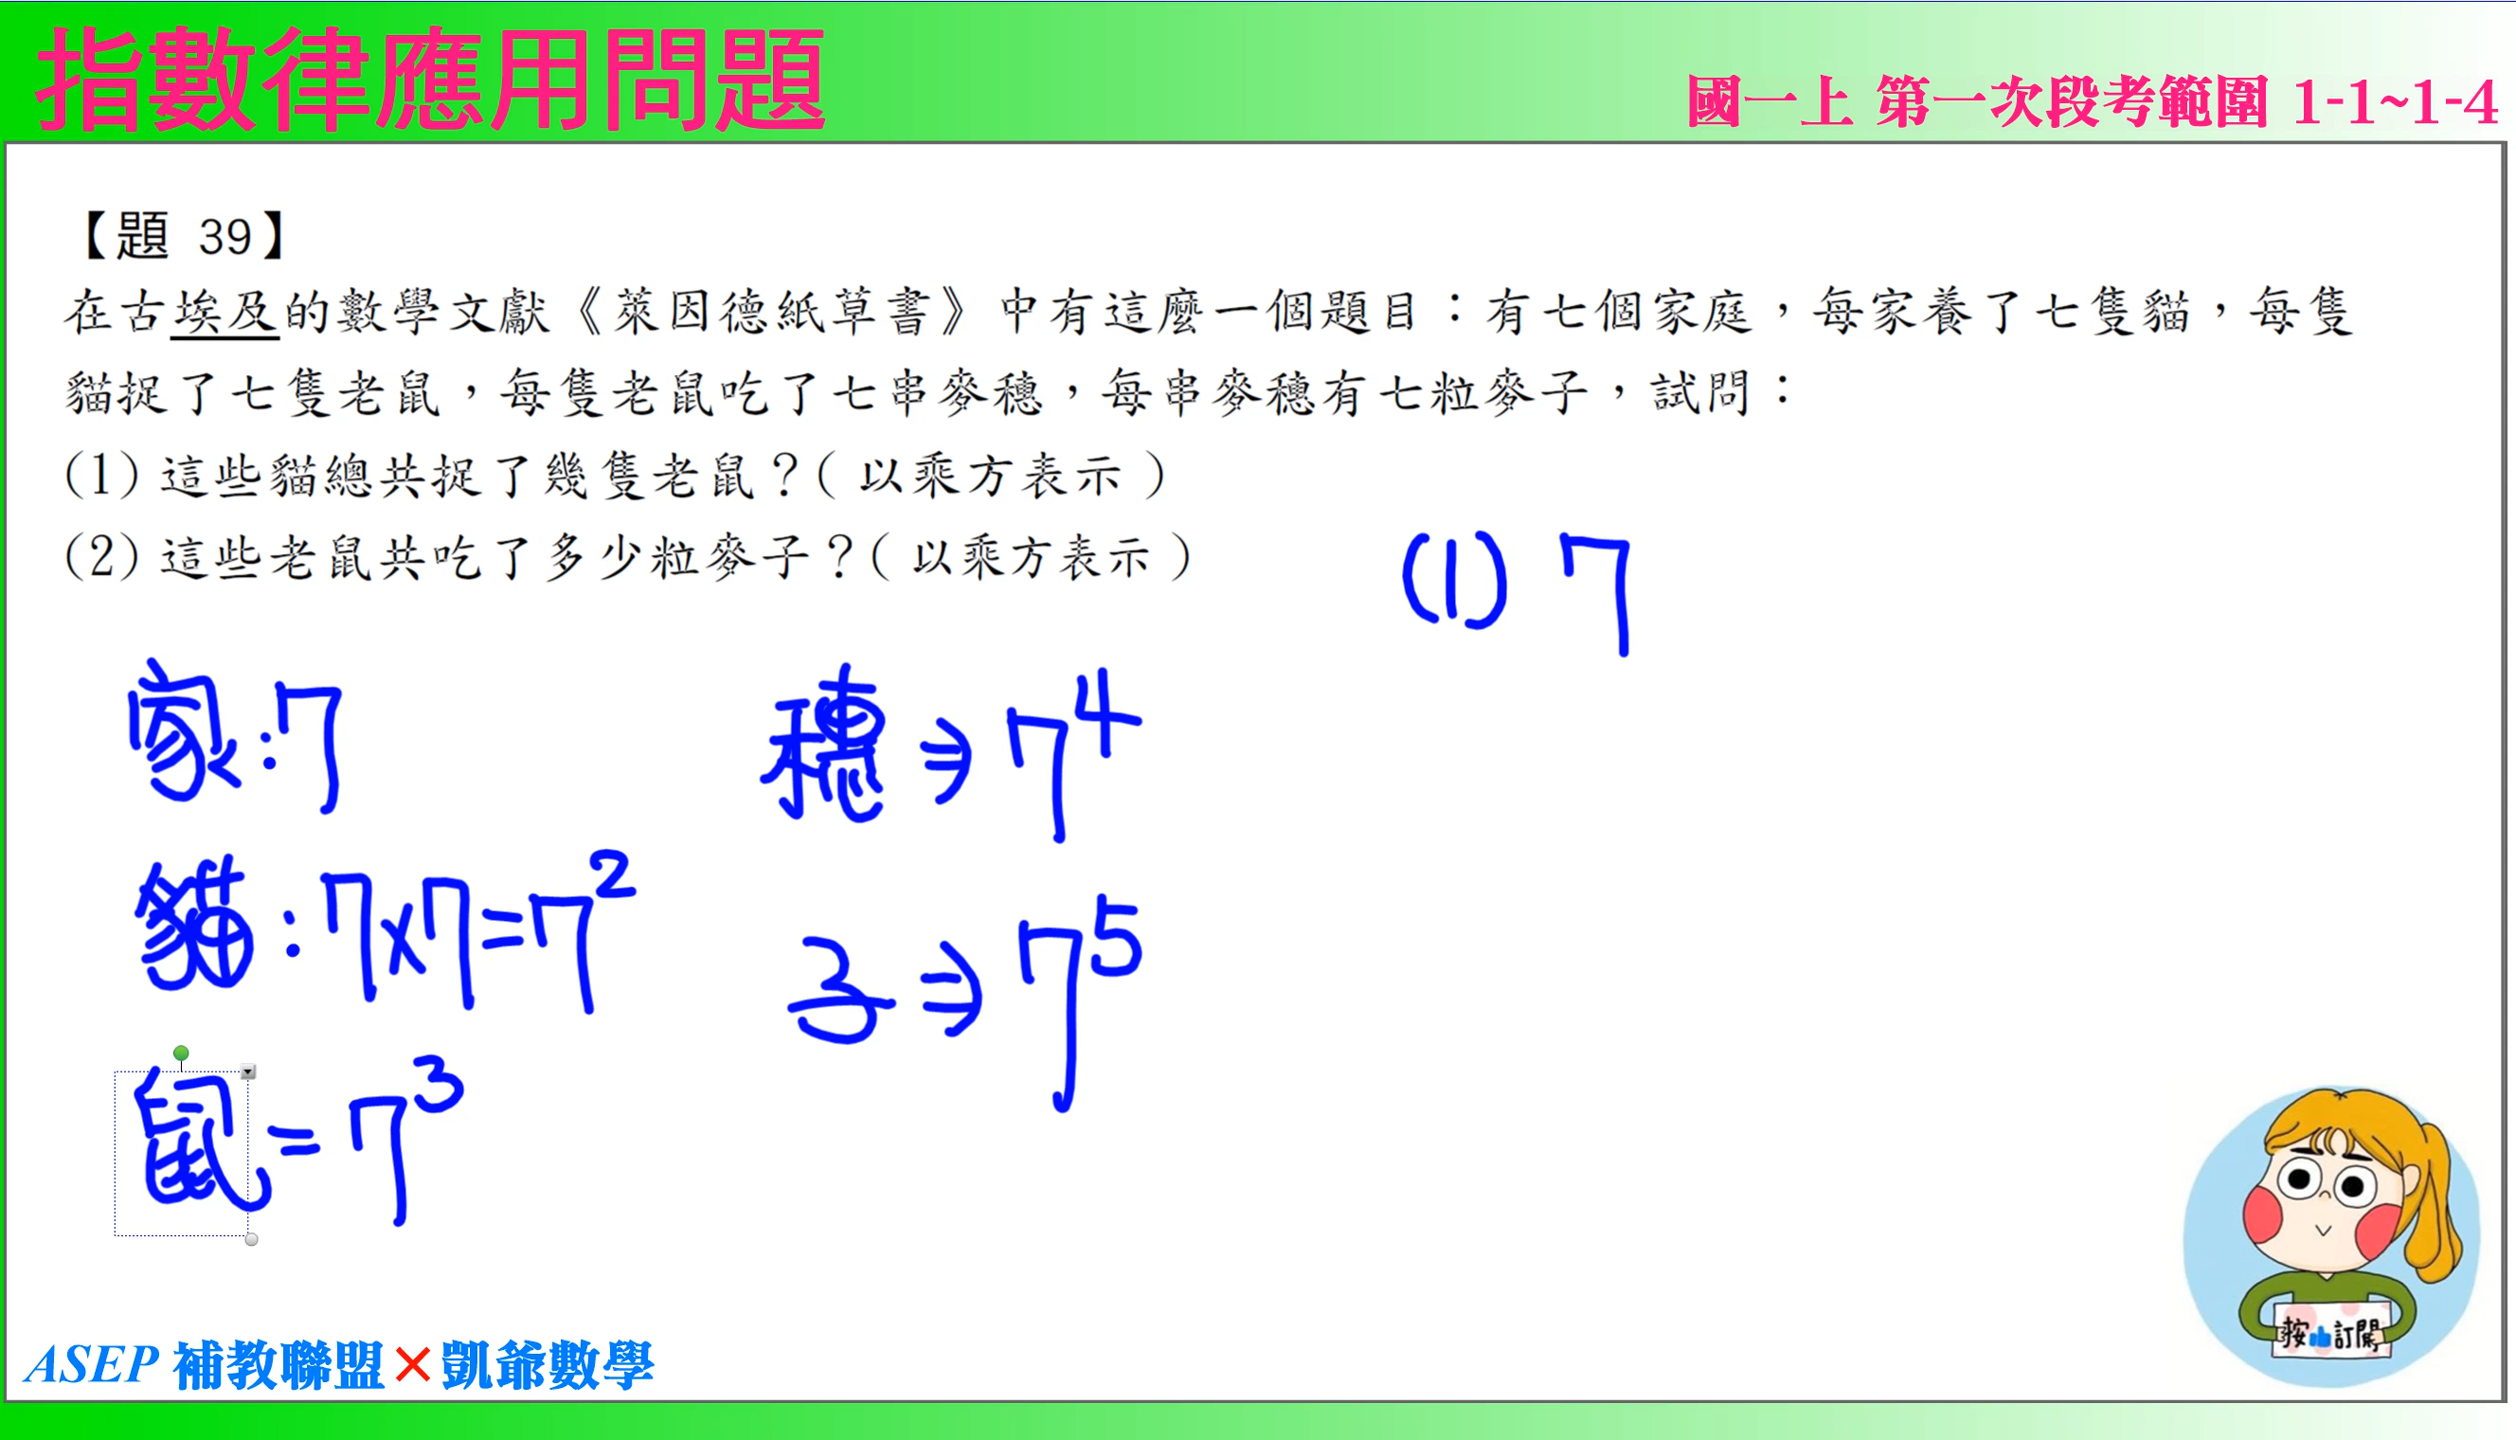 指數律應用問題
國一上 第一次段考範圍 1-1~1-4
【題 39】
在古埃及的數學文獻《萊因德紙草書》中有這麼一個題目：有七個家庭，每家養了七隻貓，每隻
貓捉了七隻老鼠，每隻老鼠吃了七串麥穗，每串麥穗有七粒麥子，試問：
(1)這些貓總共捉了幾隻老鼠？( 以乘方表示 )
(2)這些老鼠共吃了多少粒麥子？( 以乘方表示 )
(1) 7
家:7
貓:7×7=7²
鼠=7³
穗⇒7⁴
子⇒7⁵
按 訂閱
ASEP 補教聯盟×凱爺數學